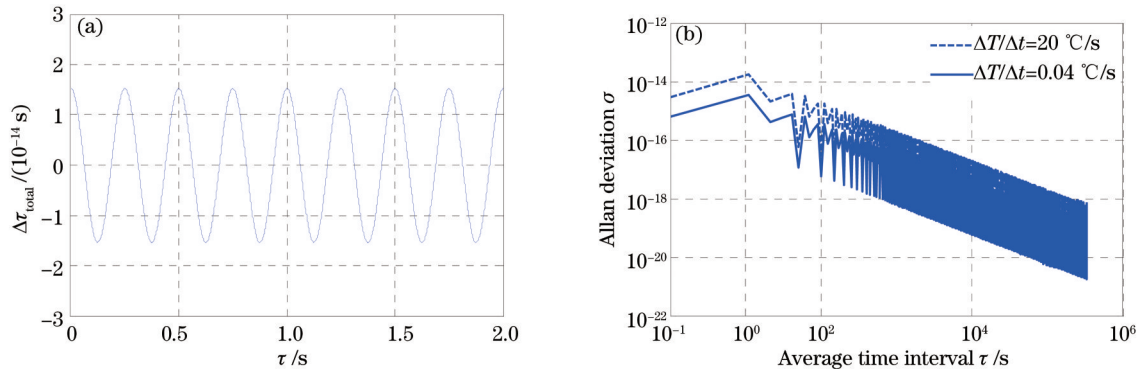 (a)
3
2
1
0
−1
−2
−3
0
0.5
1.0
1.5
2.0
Δτtotal /(10−14 s)
τ /s
(b)
ΔT/Δt=20 ℃/s
ΔT/Δt=0.04 ℃/s
10−12
10−14
10−16
10−18
10−20
10−22
10−1
100
102
104
106
Allan deviation σ
Average time interval τ /s